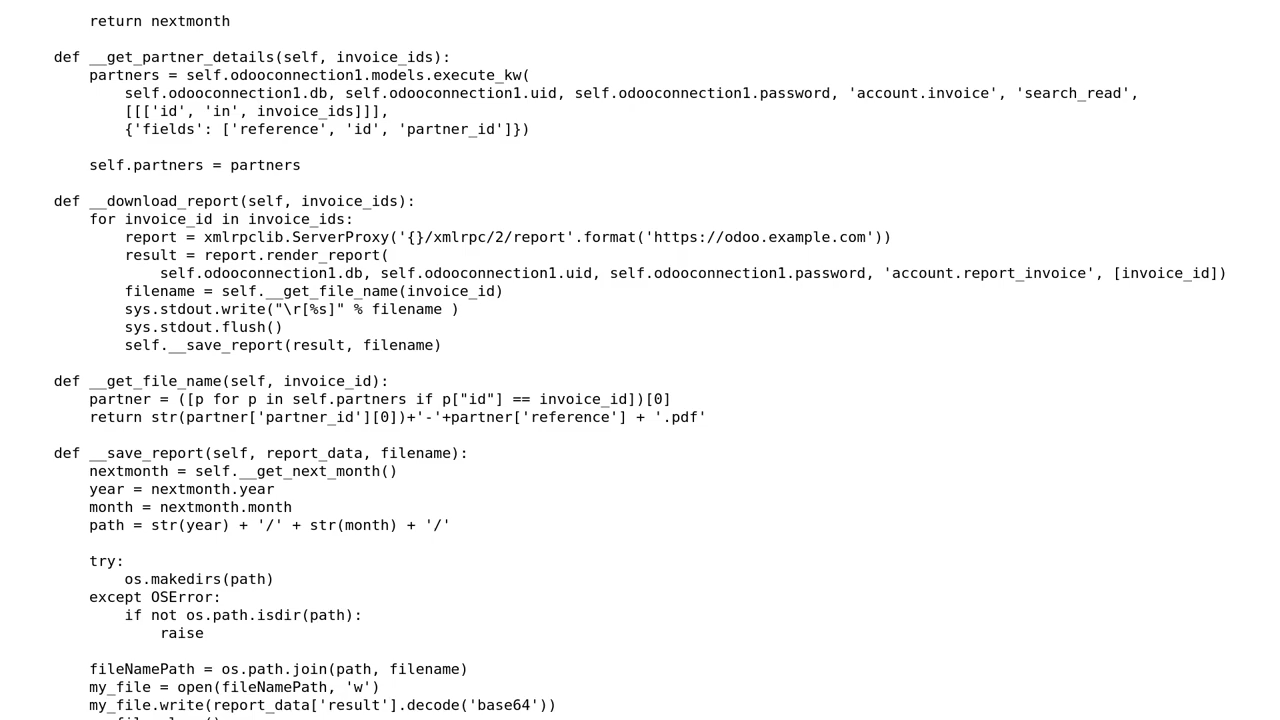 return nextmonth
def __get_partner_details(self, invoice_ids):
partners = self.odooconnection1.models.execute_kw(
self.odooconnection1.db, self.odooconnection1.uid, self.odooconnection1.password, 'account.invoice', 'search_read',
[[['id', 'in', invoice_ids]]],
{'fields': ['reference', 'id', 'partner_id']})
self.partners = partners
def __download_report(self, invoice_ids):
for invoice_id in invoice_ids:
report = xmlrpclib.ServerProxy('{}/xmlrpc/2/report'.format('https://odoo.example.com'))
result = report.render_report(
self.odooconnection1.db, self.odooconnection1.uid, self.odooconnection1.password, 'account.report_invoice', [invoice_id])
filename = self.__get_file_name(invoice_id)
sys.stdout.write("\r[%s]" % filename )
sys.stdout.flush()
self.__save_report(result, filename)
def __get_file_name(self, invoice_id):
partner = ([p for p in self.partners if p["id"] == invoice_id])[0]
return str(partner['partner_id'][0])+'-'+partner['reference'] + '.pdf'
def __save_report(self, report_data, filename):
nextmonth = self.__get_next_month()
year = nextmonth.year
month = nextmonth.month
path = str(year) + '/' + str(month) + '/'
try:
os.makedirs(path)
except OSError:
if not os.path.isdir(path):
raise
fileNamePath = os.path.join(path, filename)
my_file = open(fileNamePath, 'w')
my_file.write(report_data['result'].decode('base64'))